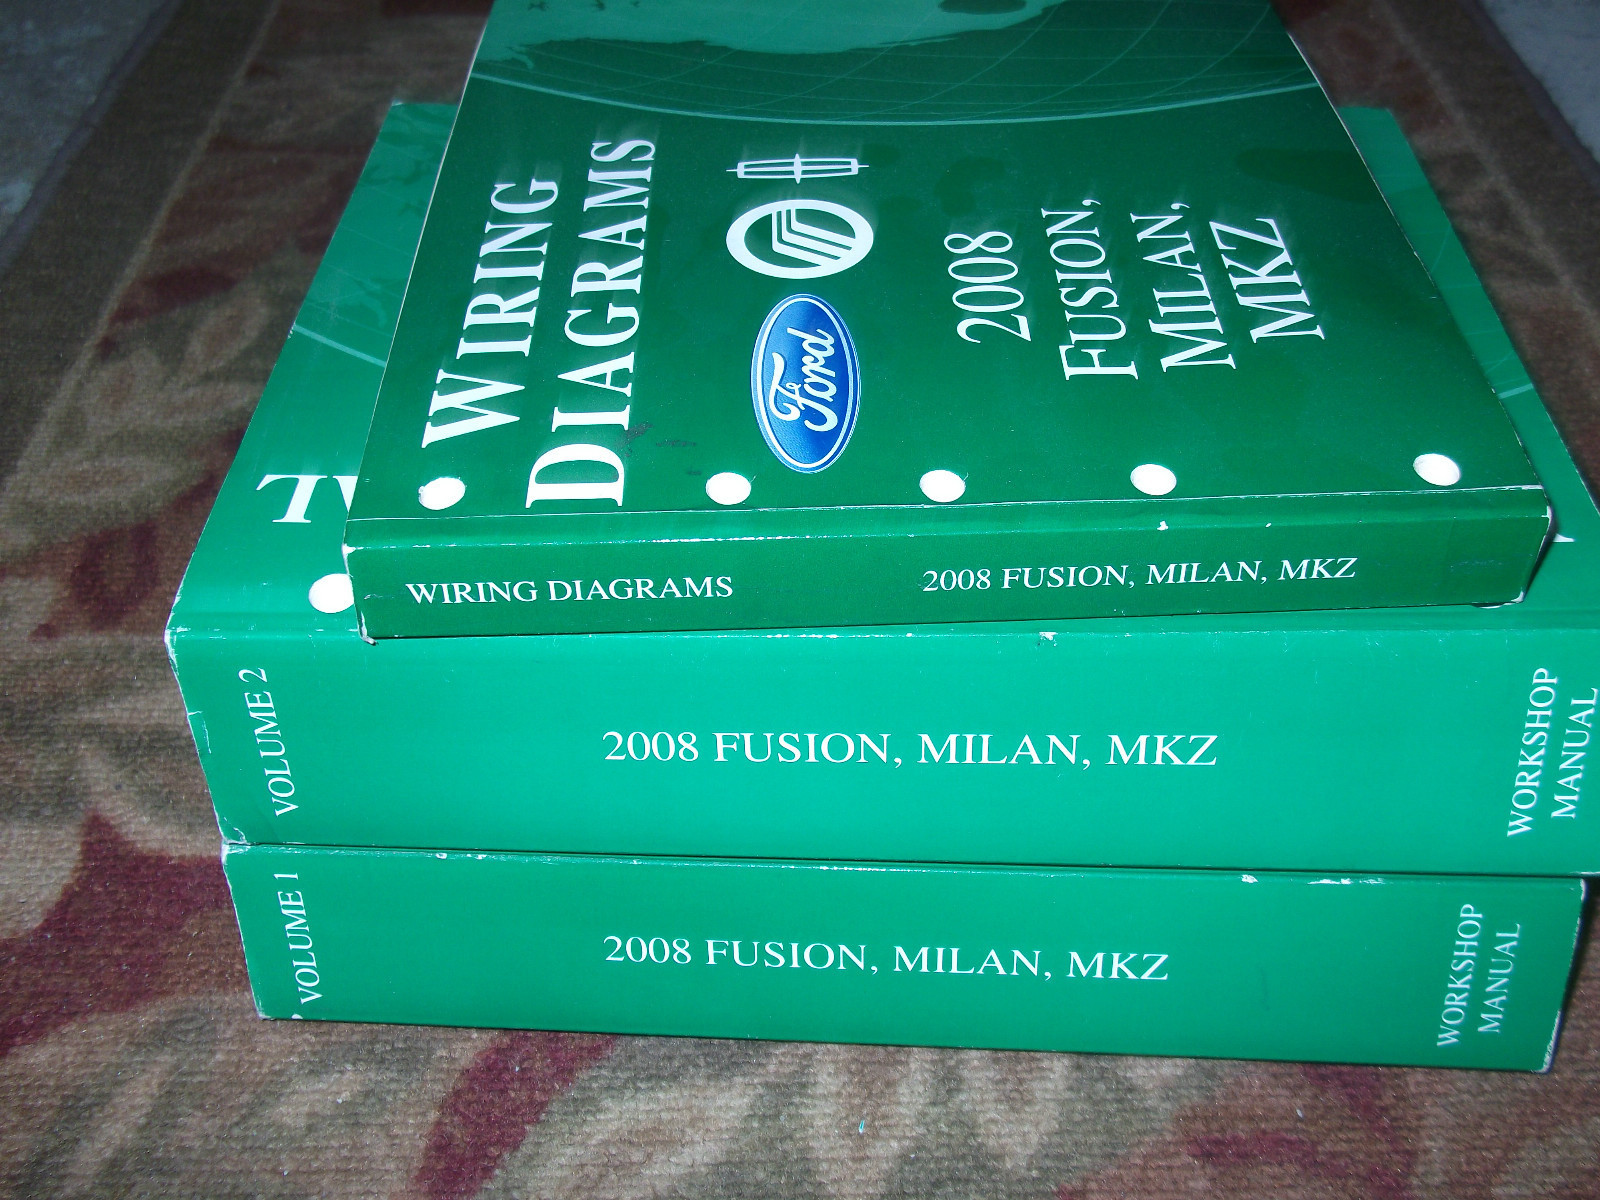 WIRING
DIAGRAMS
Ford
2008
FUSION,
MILAN,
MKZ
WIRING DIAGRAMS
2008 FUSION, MILAN, MKZ
VOLUME 2
2008 FUSION, MILAN, MKZ
WORKSHOP
MANUAL
VOLUME 1
2008 FUSION, MILAN, MKZ
WORKSHOP
MANUAL